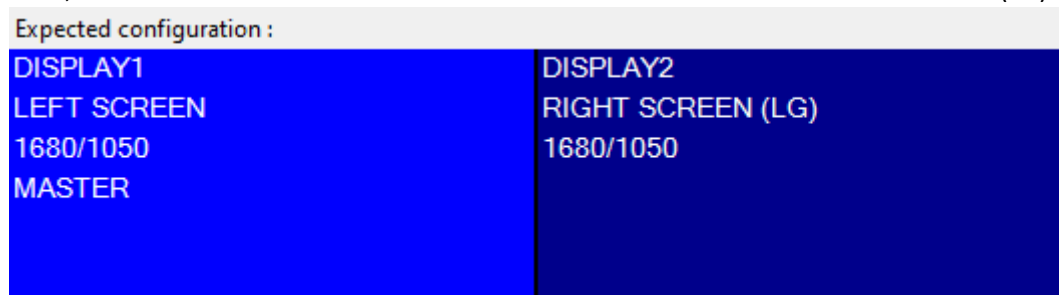 Expected configuration :
DISPLAY1
LEFT SCREEN
1680/1050
MASTER
DISPLAY2
RIGHT SCREEN (LG)
1680/1050